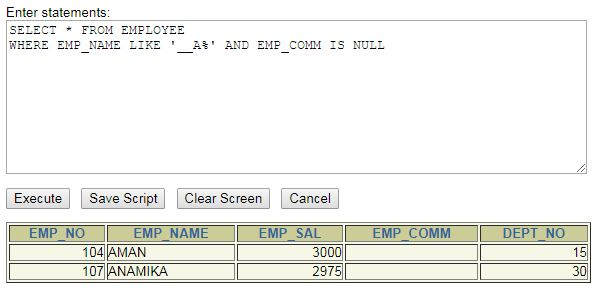 Enter statements:
SELECT * FROM EMPLOYEE
WHERE EMP_NAME LIKE '__A%' AND EMP_COMM IS NULL
Execute Save Script Clear Screen Cancel
EMP_NO EMP_NAME EMP_SAL EMP_COMM DEPT_NO
104 AMAN 3000 15
107 ANAMIKA 2975 30